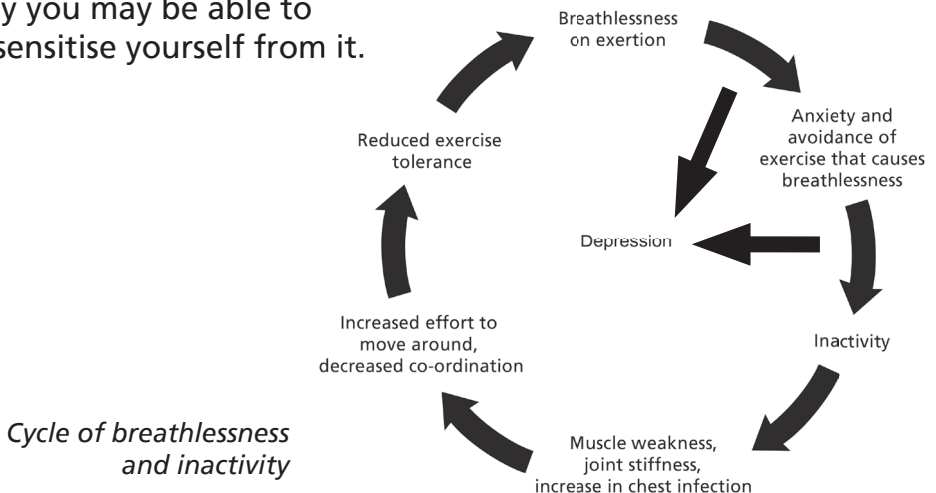 y you may be able to
sensitise yourself from it.
Breathlessness
on exertion
Anxiety and
avoidance of
exercise that causes
breathlessness
Depression
Inactivity
Muscle weakness,
joint stiffness,
increase in chest infection
Increased effort to
move around,
decreased co-ordination
Reduced exercise
tolerance
Cycle of breathlessness
and inactivity